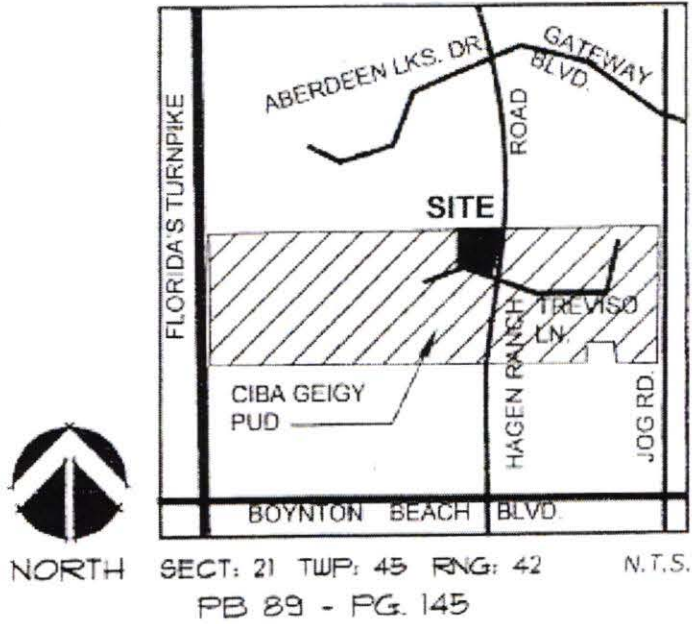 ABERDEEN LKS. DR.
GATEWAY
BLVD.
FLORIDA'S TURNPIKE
ROAD
SITE
TREVISO
LN.
HAGEN RANCH
CIBA GEIGY
PUD
JOG RD.
BOYNTON BEACH BLVD.
NORTH
SECT: 21 TWP: 45 RNG: 42
N.T.S.
PB 89 - PG. 145